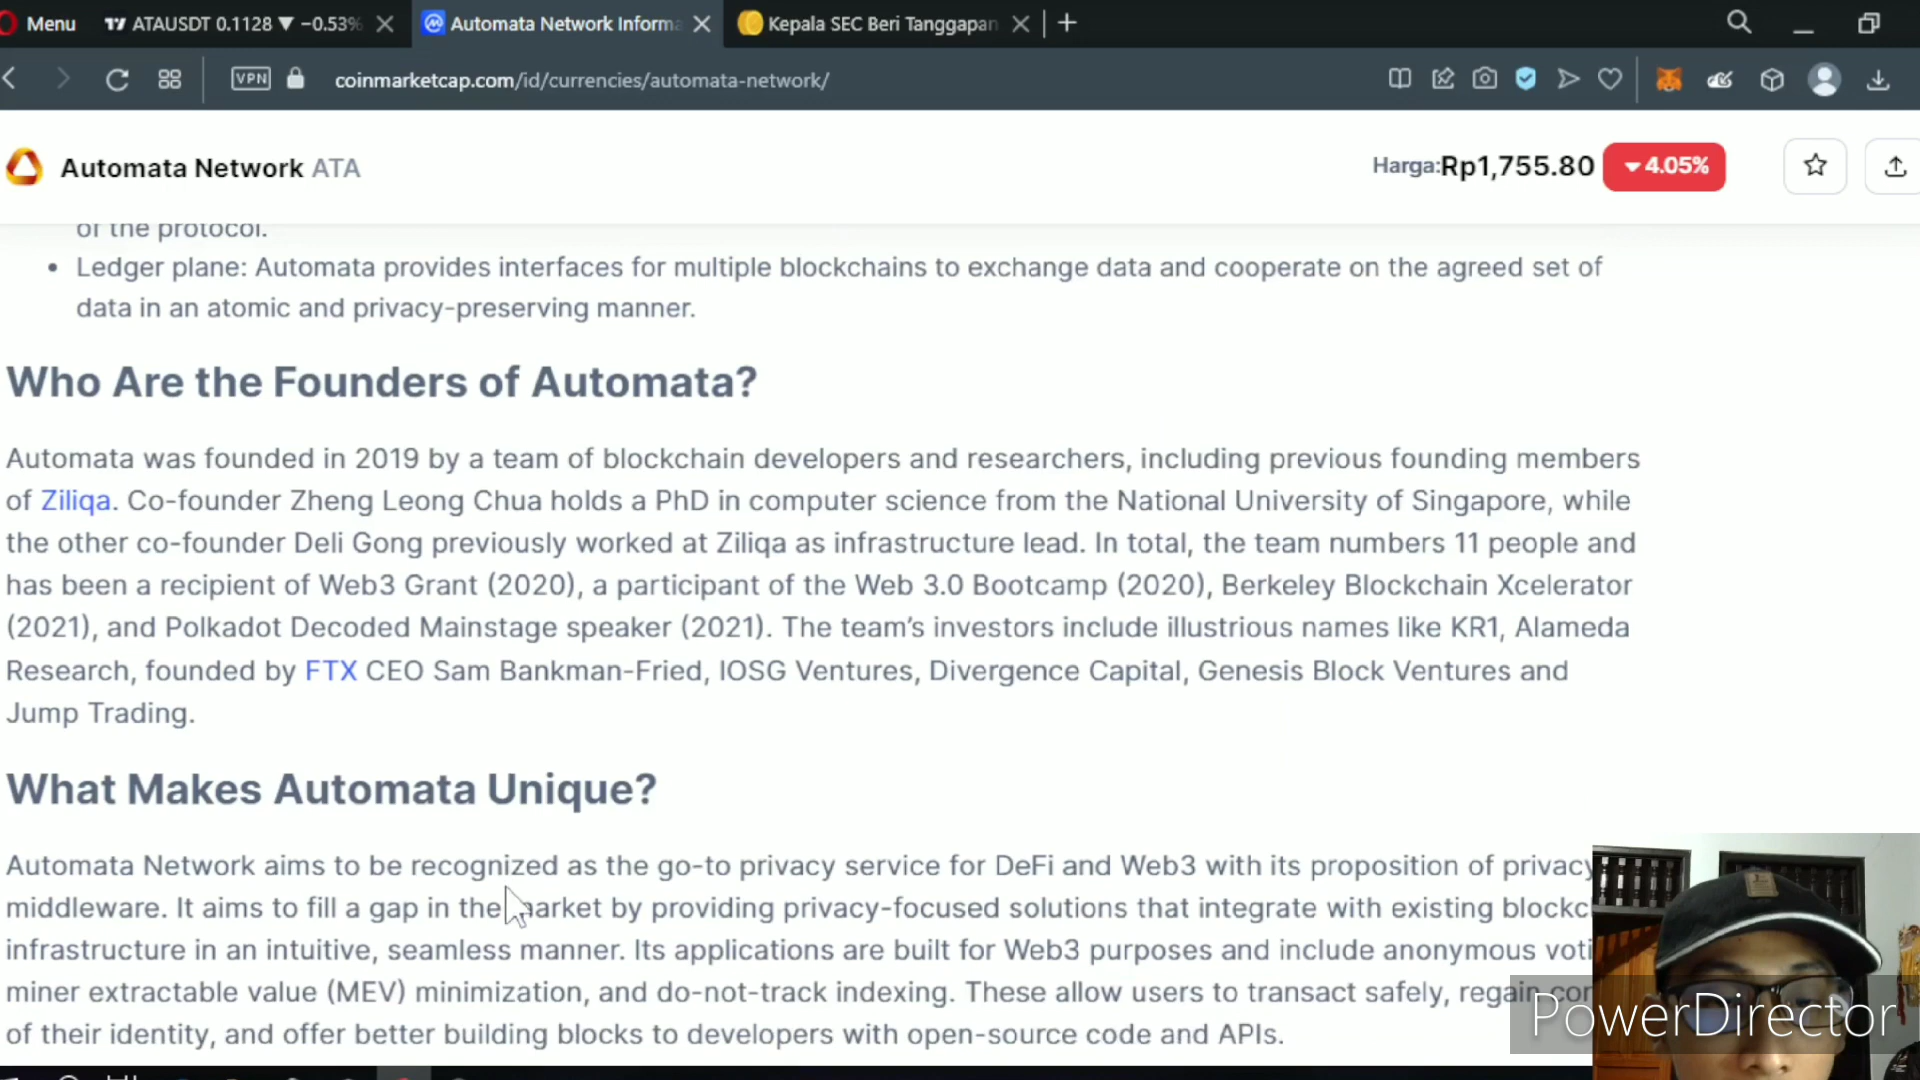 Menu
ATAUSDT 0.1128 ▼ −0.53%
Automata Network Inform
Kepala SEC Beri Tanggapan
VPN
coinmarketcap.com/id/currencies/automata-network/
Automata Network ATA
Harga:Rp1,755.80
▼4.05%
of the protocol.
• Ledger plane: Automata provides interfaces for multiple blockchains to exchange data and cooperate on the agreed set of
data in an atomic and privacy-preserving manner.
Who Are the Founders of Automata?
Automata was founded in 2019 by a team of blockchain developers and researchers, including previous founding members
of Ziliqa. Co-founder Zheng Leong Chua holds a PhD in computer science from the National University of Singapore, while
the other co-founder Deli Gong previously worked at Ziliqa as infrastructure lead. In total, the team numbers 11 people and
has been a recipient of Web3 Grant (2020), a participant of the Web 3.0 Bootcamp (2020), Berkeley Blockchain Xcelerator
(2021), and Polkadot Decoded Mainstage speaker (2021). The team's investors include illustrious names like KR1, Alameda
Research, founded by FTX CEO Sam Bankman-Fried, IOSG Ventures, Divergence Capital, Genesis Block Ventures and
Jump Trading.
What Makes Automata Unique?
Automata Network aims to be recognized as the go-to privacy service for DeFi and Web3 with its proposition of privacy
middleware. It aims to fill a gap in the market by providing privacy-focused solutions that integrate with existing blockc
infrastructure in an intuitive, seamless manner. Its applications are built for Web3 purposes and include anonymous voti
miner extractable value (MEV) minimization, and do-not-track indexing. These allow users to transact safely, regain con
of their identity, and offer better building blocks to developers with open-source code and APIs.
PowerDirector